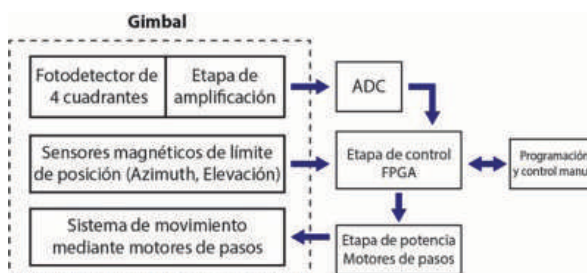 Gimbal
Fotodetector de
4 cuadrantes
Etapa de
amplificación
ADC
Sensores magnéticos de límite
de posición (Azimuth, Elevación)
Etapa de control
FPGA
Programación
y control manu
Sistema de movimiento
mediante motores de pasos
Etapa de potencia
Motores de pasos